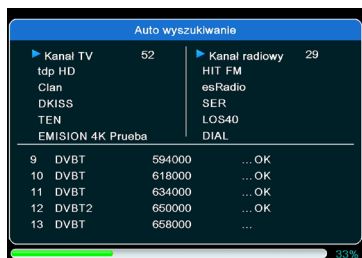 Auto wyszukiwanie
Kanał TV 52
tdp HD
Clan
DKISS
TEN
EMISION 4K Prueba
Kanał radiowy 29
HIT FM
esRadio
SER
LOS40
DIAL
9 DVBT 594000 ...OK
10 DVBT 618000 ...OK
11 DVBT 634000 ...OK
12 DVBT2 650000 ...OK
13 DVBT 658000 ...
33%